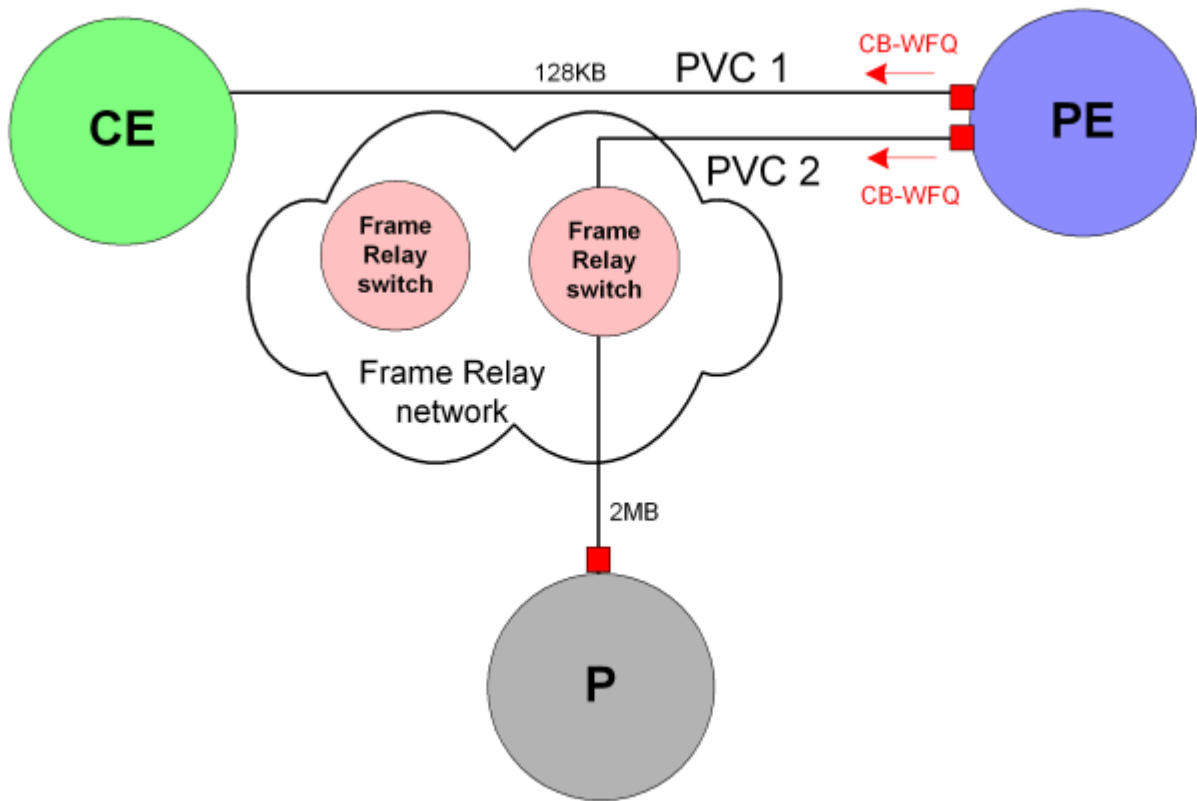 CB-WFQ
128KB
PVC 1
CE
PE
PVC 2
CB-WFQ
Frame
Relay
switch
Frame
Relay
switch
Frame Relay
network
2MB
P